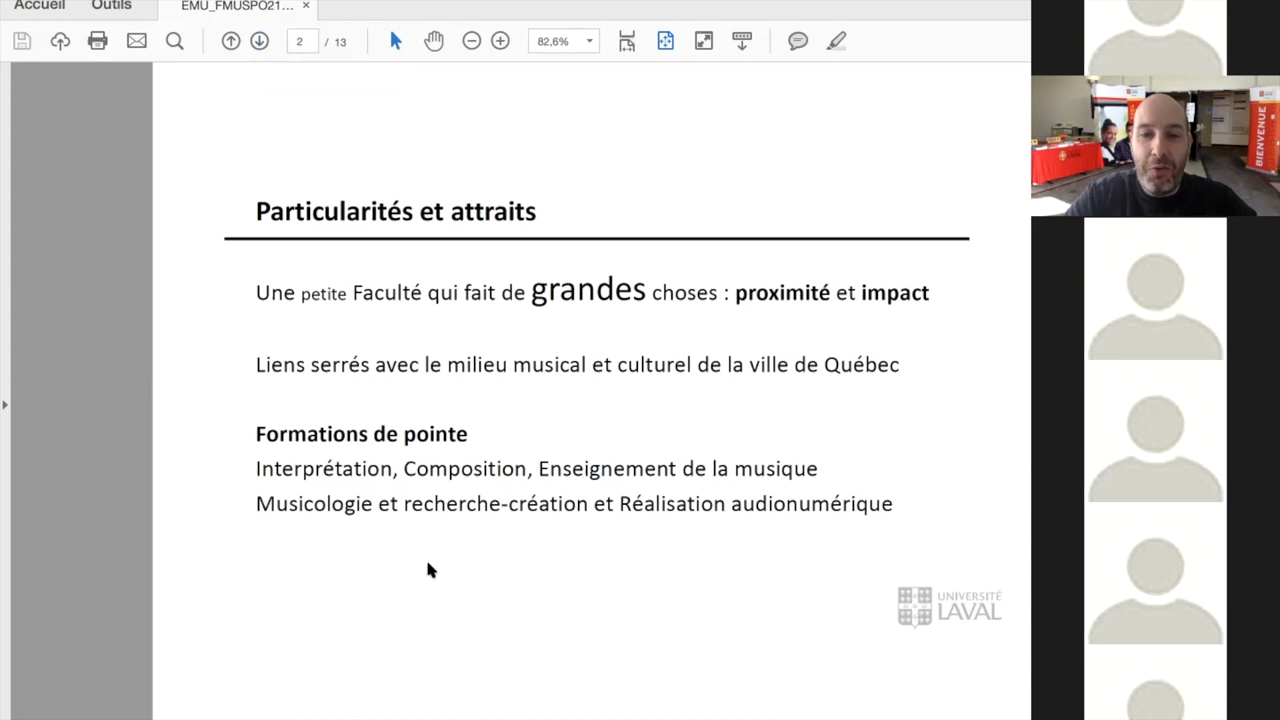 Accueil
Outils
EMU_FMUSPO21...
2 / 13
82,6%
Particularités et attraits
Une petite Faculté qui fait de grandes choses : proximité et impact
Liens serrés avec le milieu musical et culturel de la ville de Québec
Formations de pointe
Interprétation, Composition, Enseignement de la musique
Musicologie et recherche-création et Réalisation audionumérique
UNIVERSITÉ
LAVAL
LAVAL
BIENVENUE